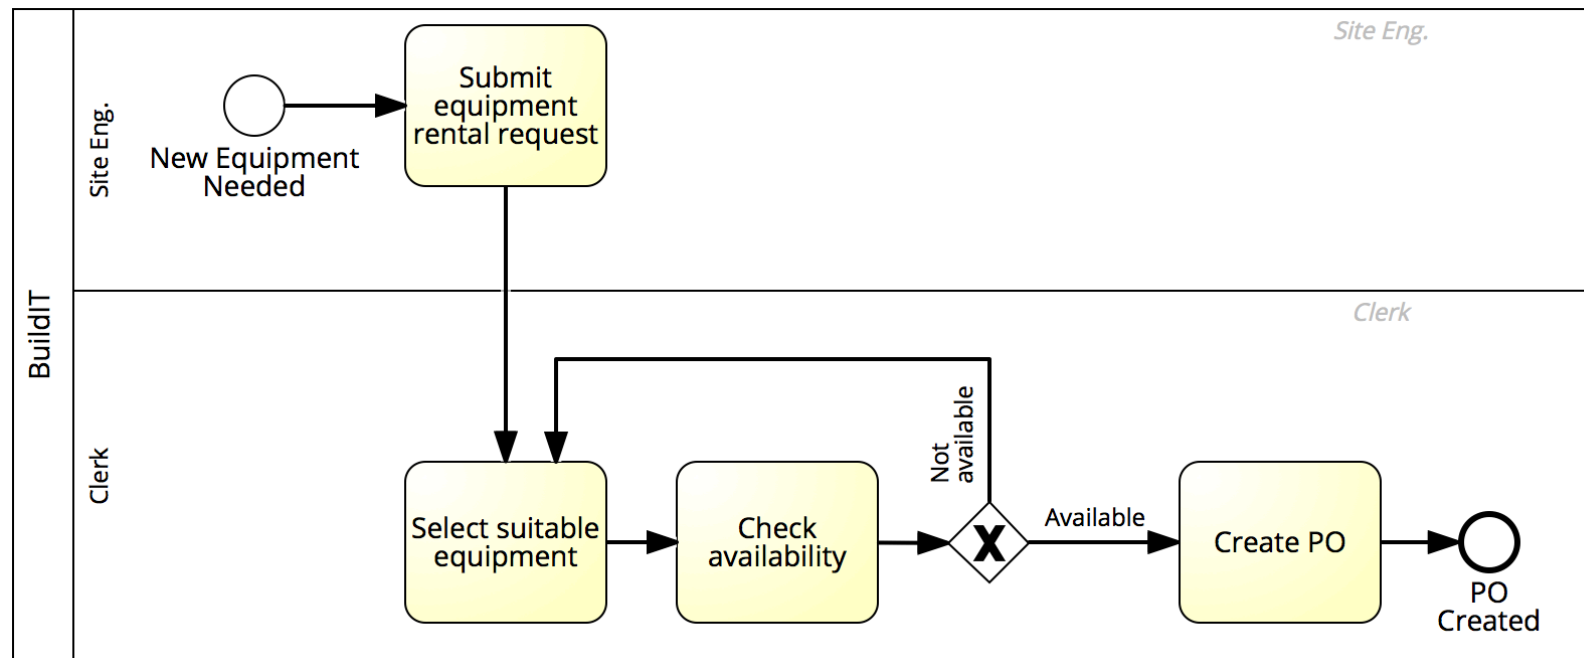 BuildIT
Site Eng.
Site Eng.
New Equipment
Needed
Submit
equipment
rental request
Clerk
Clerk
Select suitable
equipment
Check
availability
Not
available
Available
Create PO
PO
Created
X